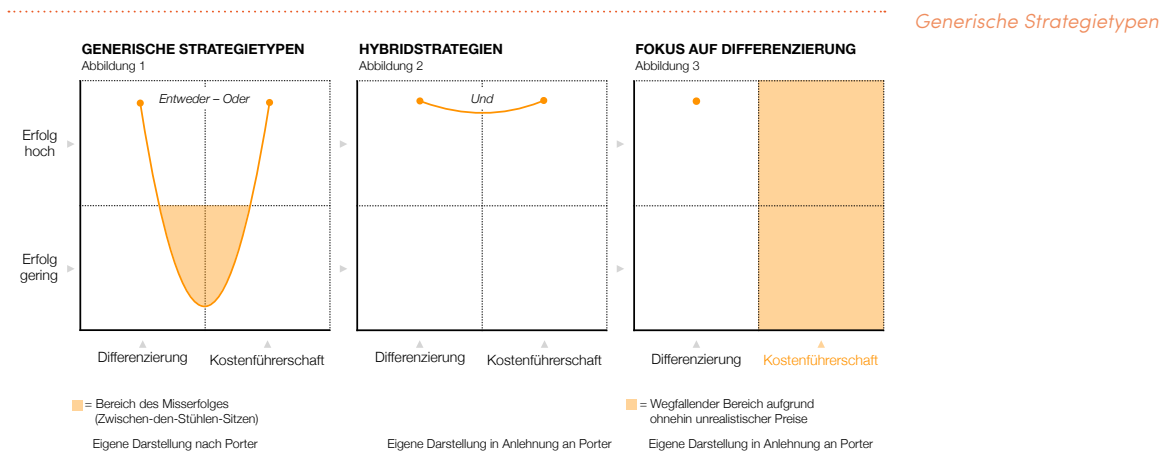 Generische Strategietypen
GENERISCHE STRATEGIETYPEN
Abbildung 1
HYBRIDSTRATEGIEN
Abbildung 2
FOKUS AUF DIFFERENZIERUNG
Abbildung 3
Entweder – Oder
Und
Erfolg
hoch
Erfolg
gering
Differenzierung
Kostenführerschaft
Differenzierung
Kostenführerschaft
Differenzierung
Kostenführerschaft
= Bereich des Misserfolges
(Zwischen-den-Stühlen-Sitzen)
= Wegfallender Bereich aufgrund
ohnehin unrealistischer Preise
Eigene Darstellung nach Porter
Eigene Darstellung in Anlehnung an Porter
Eigene Darstellung in Anlehnung an Porter